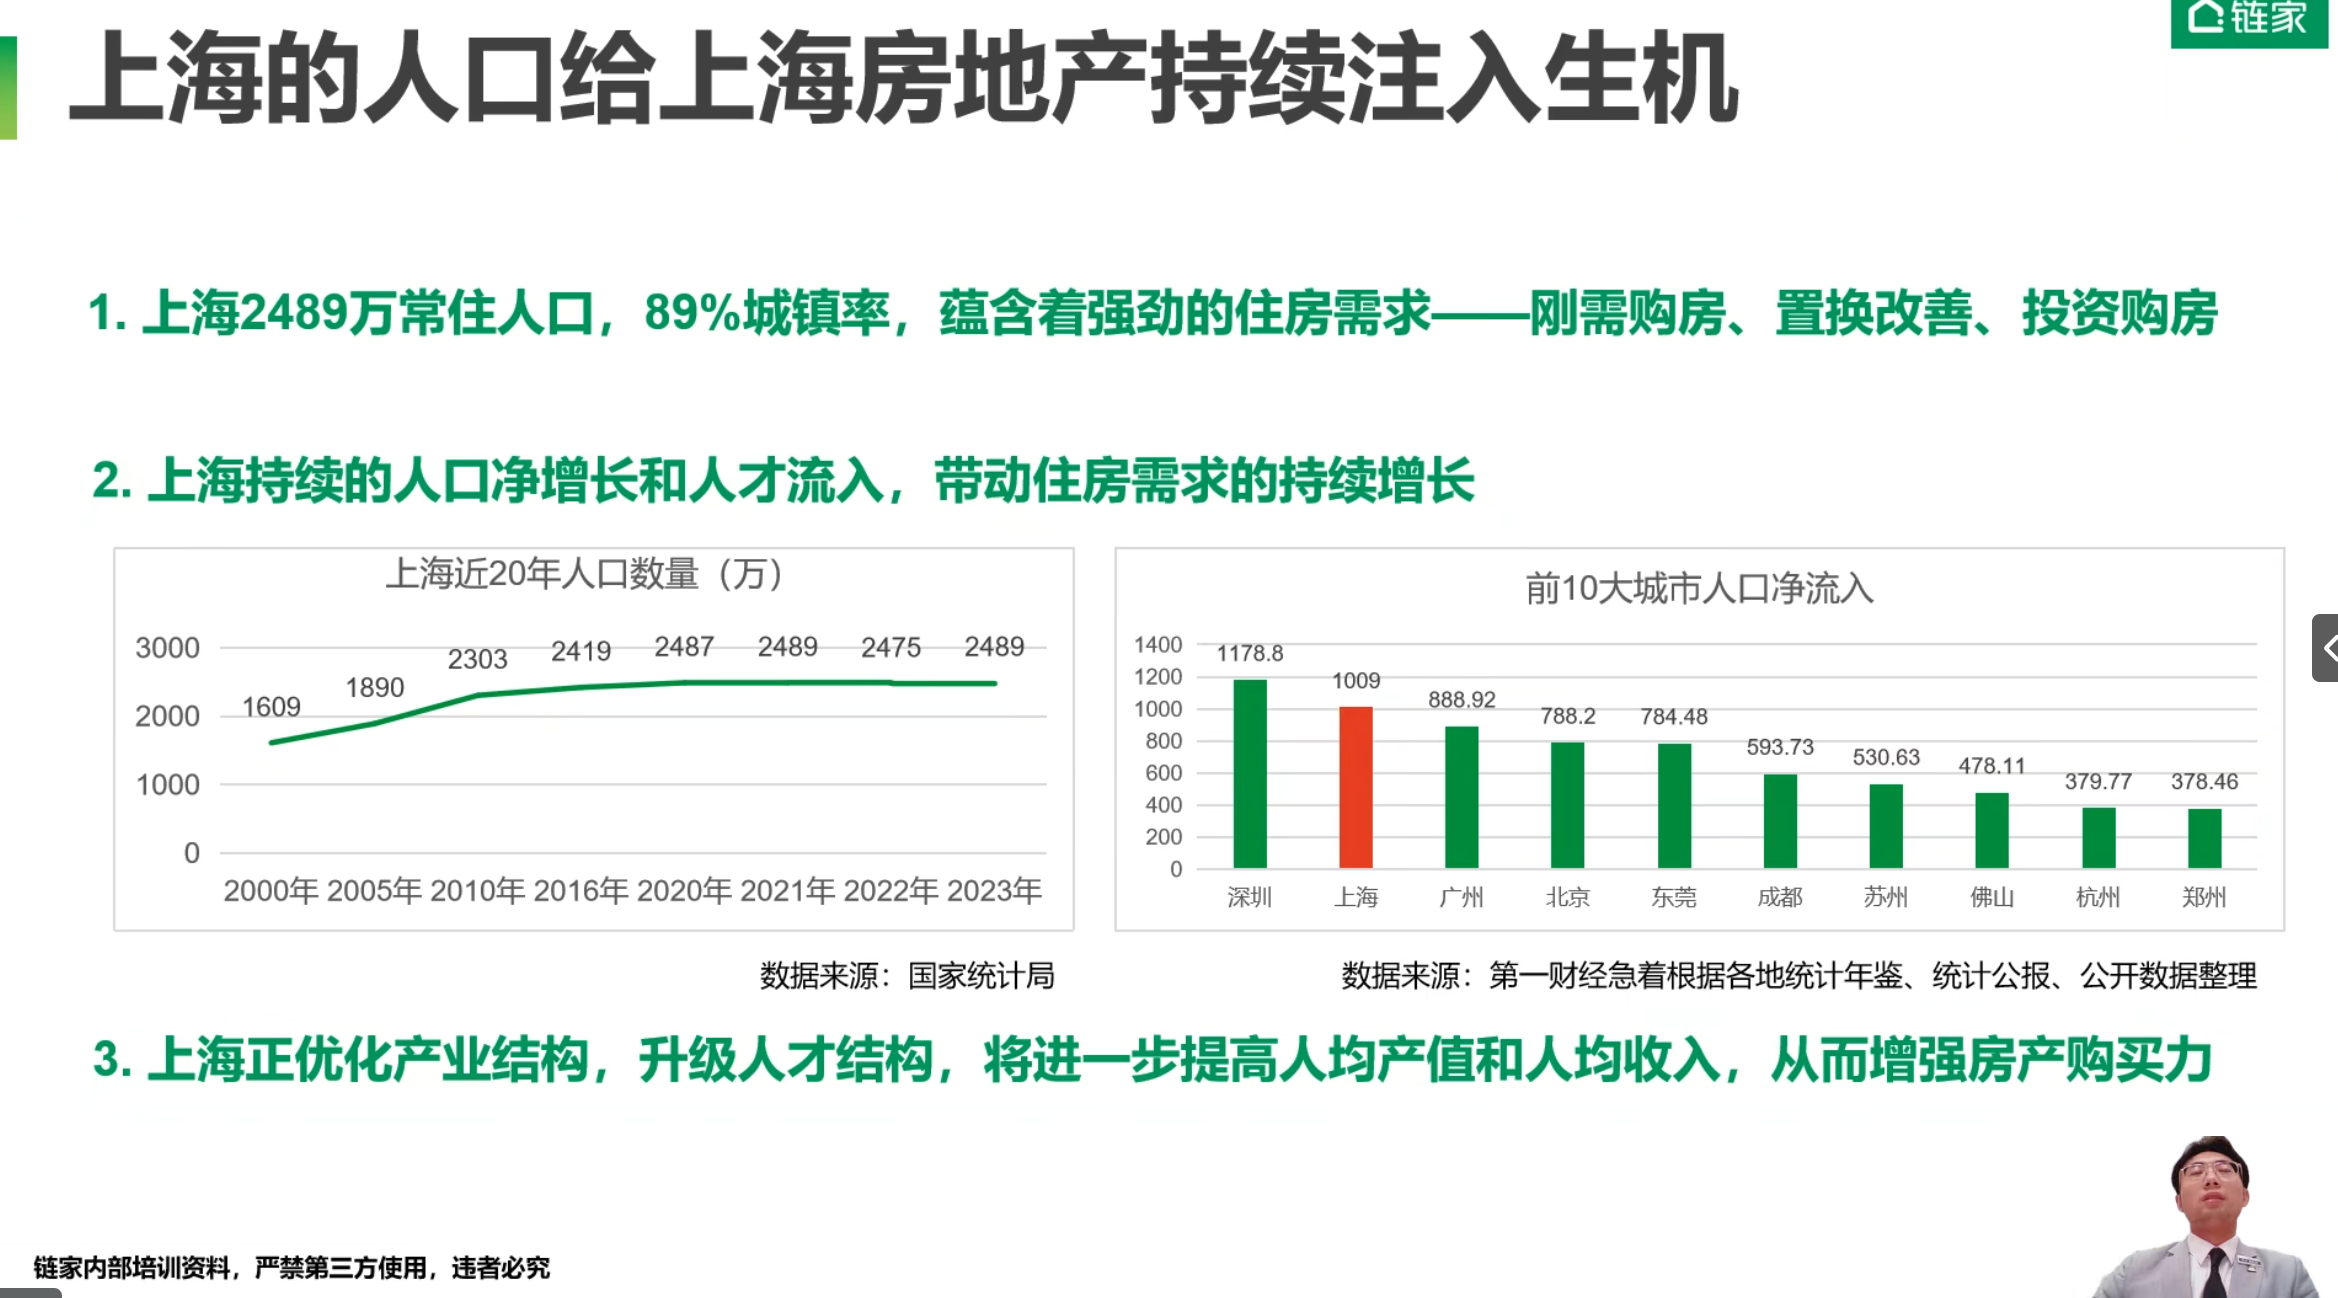 链家
上海的人口给上海房地产持续注入生机
1. 上海2489万常住人口，89%城镇率，蕴含着强劲的住房需求——刚需购房、置换改善、投资购房
2. 上海持续的人口净增长和人才流入，带动住房需求的持续增长
上海近20年人口数量（万）
3000
2000
1000
0
1609
1890
2303
2419
2487
2489
2475
2489
2000年 2005年 2010年 2016年 2020年 2021年 2022年 2023年
数据来源：国家统计局
前10大城市人口净流入
1400
1200
1000
800
600
400
200
0
1178.8
1009
888.92
788.2
784.48
593.73
530.63
478.11
379.77
378.46
深圳 上海 广州 北京 东莞 成都 苏州 佛山 杭州 郑州
数据来源：第一财经急着根据各地统计年鉴、统计公报、公开数据整理
3. 上海正优化产业结构，升级人才结构，将进一步提高人均产值和人均收入，从而增强房产购买力
链家内部培训资料，严禁第三方使用，违者必究